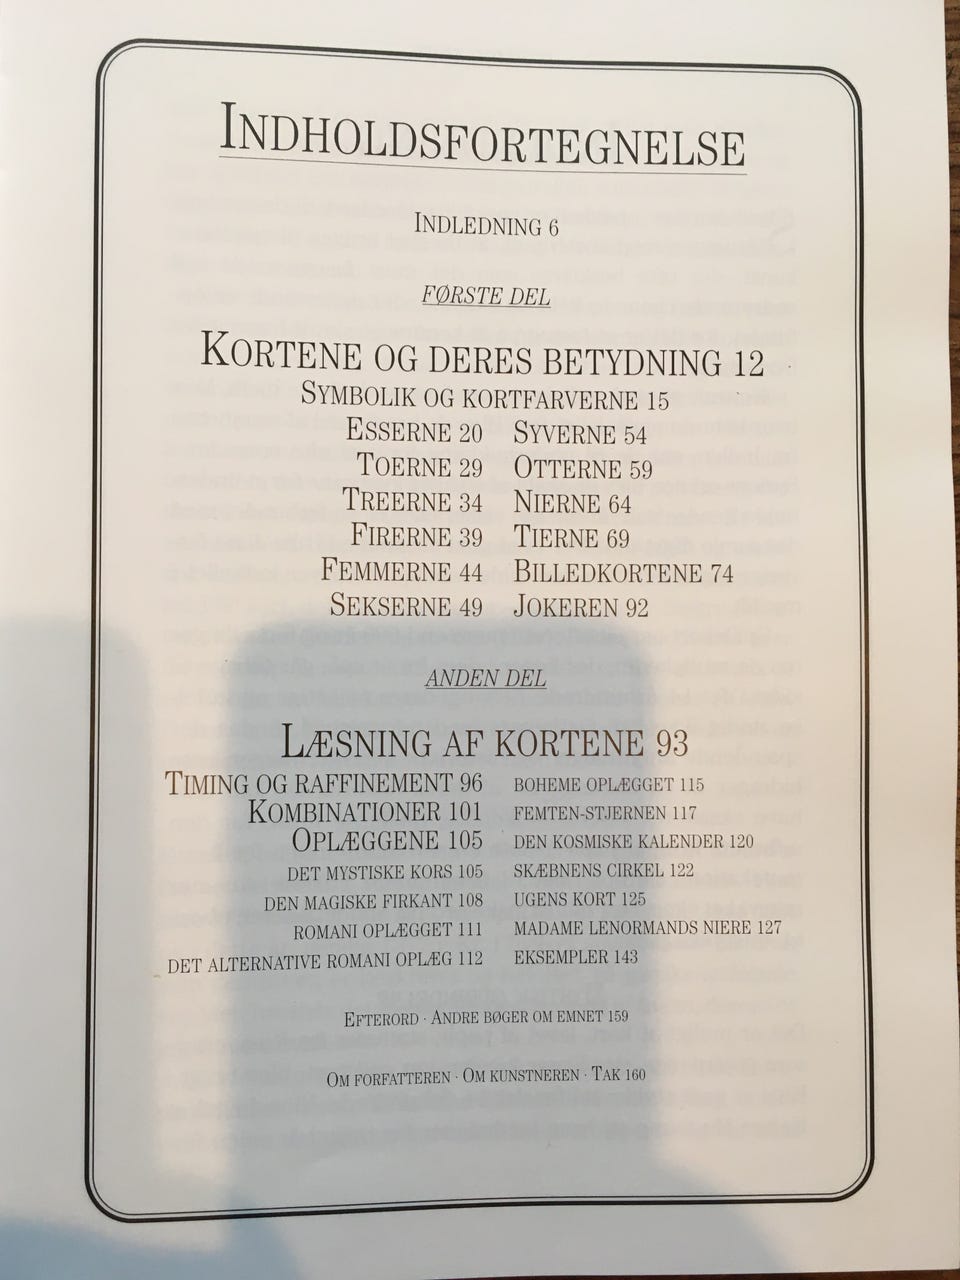 INDHOLDSFORTEGNELSE
INDLEDNING 6
FØRSTE DEL
KORTENE OG DERES BETYDNING 12
SYMBOLIK OG KORTFARVERNE 15
ESSERNE 20
TOERNE 29
TREERNE 34
FIRERNE 39
FEMMERNE 44
SEKSERNE 49
SYVERNE 54
OTTERNE 59
NIERNE 64
TIERNE 69
BILLEDKORTENE 74
JOKEREN 92
ANDEN DEL
LÆSNING AF KORTENE 93
TIMING OG RAFFINEMENT 96
KOMBINATIONER 101
OPLÆGGENE 105
DET MYSTISKE KORS 105
DEN MAGISKE FIRKANT 108
ROMANI OPLÆGGET 111
DET ALTERNATIVE ROMANI OPLÆG 112
BOHEME OPLÆGGET 115
FEMTEN-STJERNEN 117
DEN KOSMISKE KALENDER 120
SKÆBNENS CIRKEL 122
UGENS KORT 125
MADAME LENORMANDS NIERE 127
EKSEMPLER 143
EFTERORD · ANDRE BØGER OM EMNET 159
OM FORFATTEREN · OM KUNSTNEREN · TAK 160